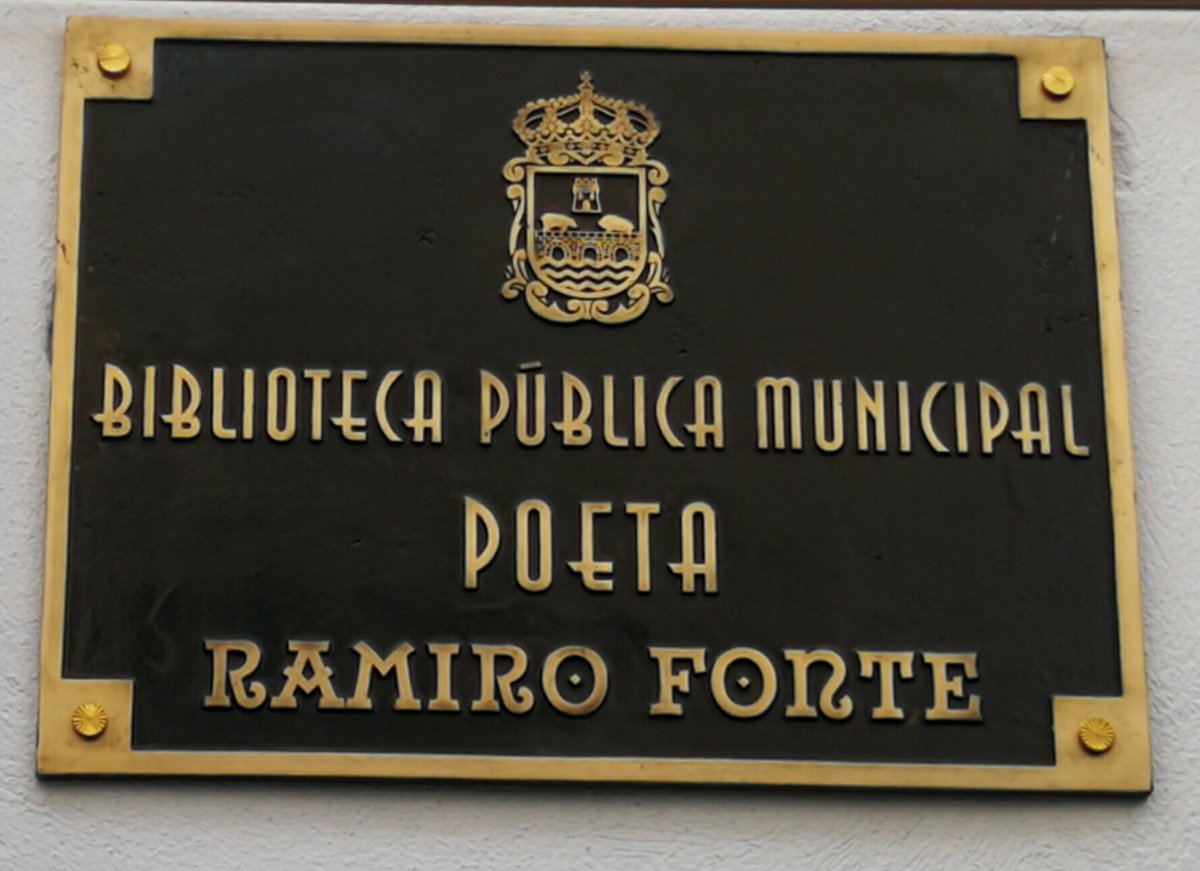 BIBLIOTECA PÚBLICA MUNICIPAL
POETA
RAMIRO FONTE